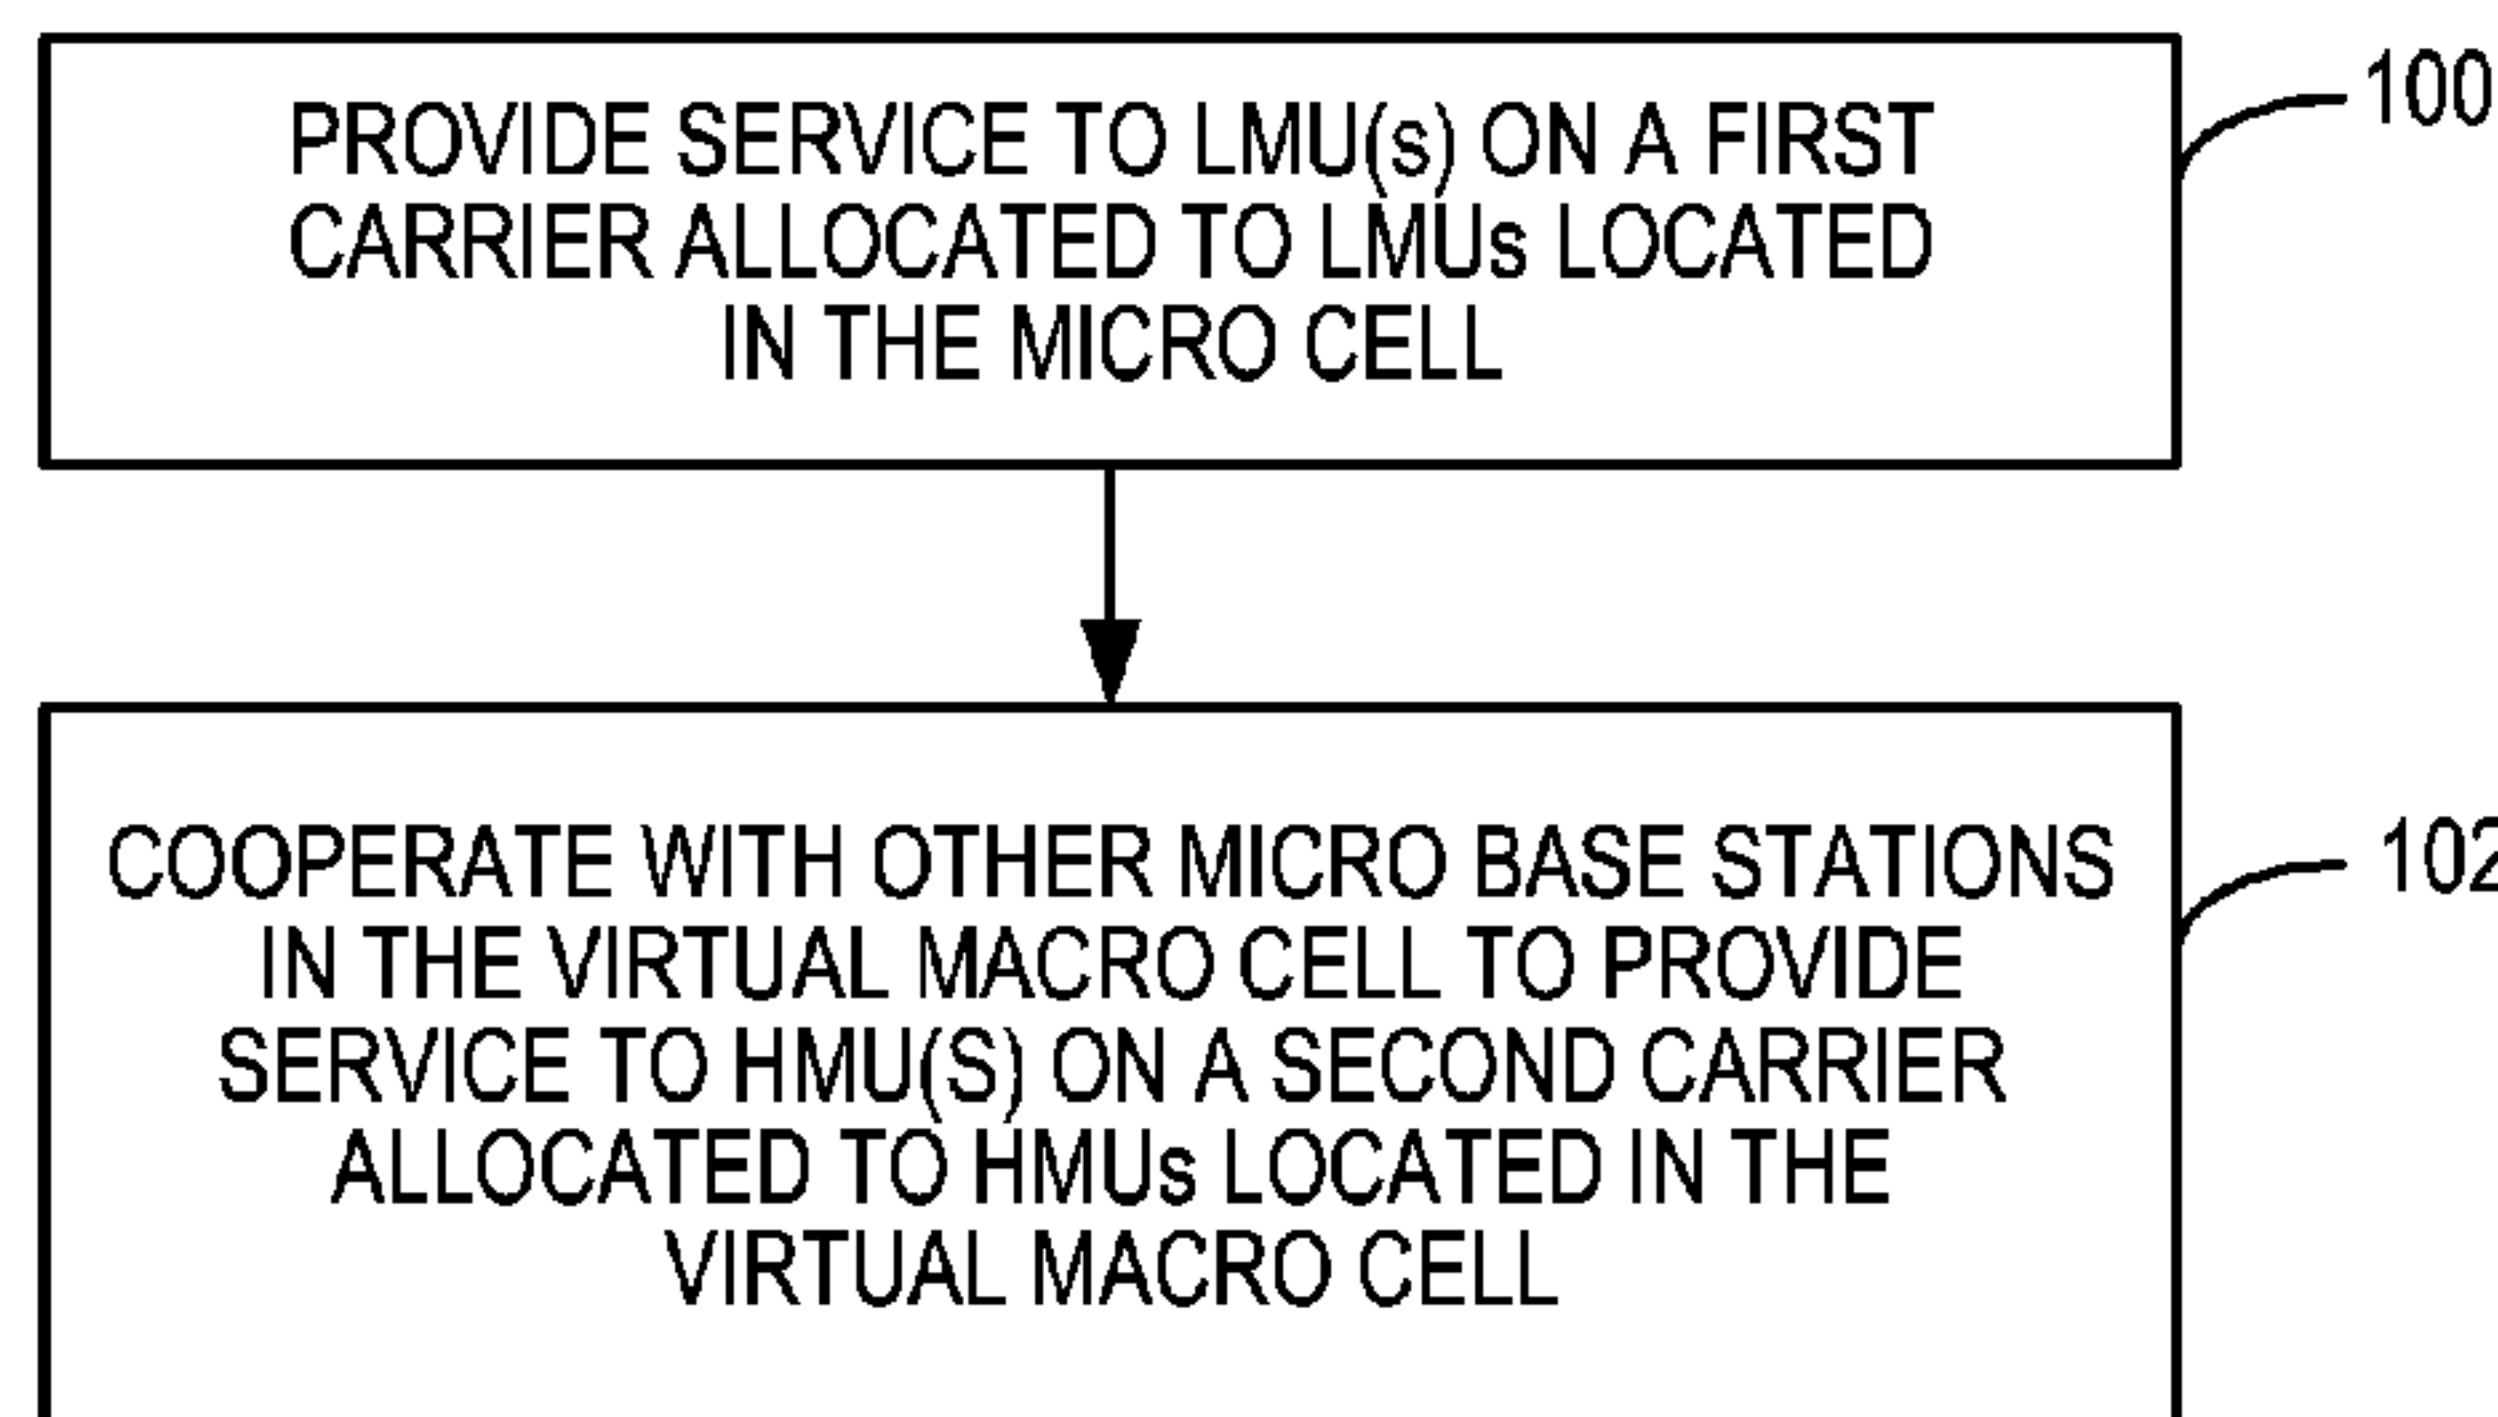 PROVIDE SERVICE TO LMU(s) ON A FIRST
CARRIER ALLOCATED TO LMUs LOCATED
IN THE MICRO CELL
100
COOPERATE WITH OTHER MICRO BASE STATIONS
IN THE VIRTUAL MACRO CELL TO PROVIDE
SERVICE TO HMU(S) ON A SECOND CARRIER
ALLOCATED TO HMUs LOCATED IN THE
VIRTUAL MACRO CELL
102